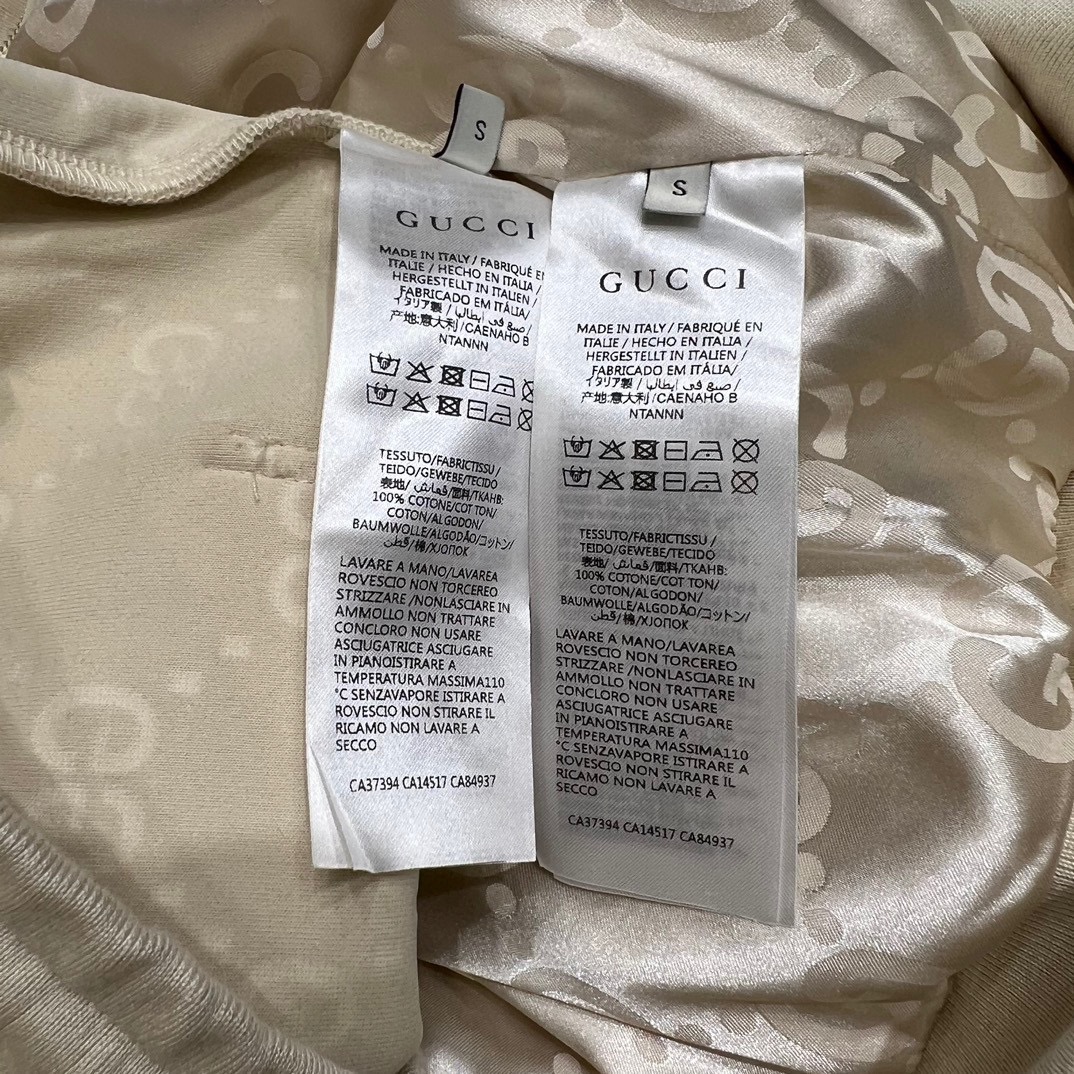 S
GUCCI
MADE IN ITALY / FABRIQUÉ E
ITALIE / HECHO EN ITALIA /
HERGESTELLT IN ITALIEN /
FABRICADO EM ITÁLIA/
イタリア製 / صنع في إيطاليا /
产地:意大利/CAENAHO B
NTANNN
TESSUTO/FABRICTISSU /
TEIDO/GEWEBE/TECIDO
表地/ قماش/面料/TKAHB:
100% COTONE/COT TON/
COTON/ALGODON/
BAUMWOLLE/ALGODÃO/コットン/
قطن/棉/XЈOПOK
LAVARE A MANO/LAVAREA
ROVESCIO NON TORCEREO
STRIZZARE /NONLASCIARE IN
AMMOLLO NON TRATTARE
CONCLORO NON USARE
ASCIUGATRICE ASCIUGARE
IN PIANOISTIRARE A
TEMPERATURA MASSIMA110
°C SENZAVAPORE ISTIRARE A
ROVESCIO NON STIRARE IL
RICAMO NON LAVARE A
SECCO
CA37394 CA14517 CA84937
S
GUCCI
MADE IN ITALY / FABRIQUÉ EN
ITALIE / HECHO EN ITALIA /
HERGESTELLT IN ITALIEN /
FABRICADO EM ITÁLIA/
イタリア製 / صنع في إيطاليا /
产地:意大利/CAENAHO B
NTANNN
TESSUTO/FABRICTISSU /
TEIDO/GEWEBE/TECIDO
表地/ قماش/面料/TKAHB:
100% COTONE/COT TON/
COTON/ALGODON/
BAUMWOLLE/ALGODÃO/コットン/
قطن/棉/XЈOПOK
LAVARE A MANO/LAVAREA
ROVESCIO NON TORCEREO
STRIZZARE /NONLASCIARE IN
AMMOLLO NON TRATTARE
CONCLORO NON USARE
ASCIUGATRICE ASCIUGARE
IN PIANOISTIRARE A
TEMPERATURA MASSIMA110
°C SENZAVAPORE ISTIRARE A
ROVESCIO NON STIRARE IL
RICAMO NON LAVARE A
SECCO
CA37394 CA14517 CA84937